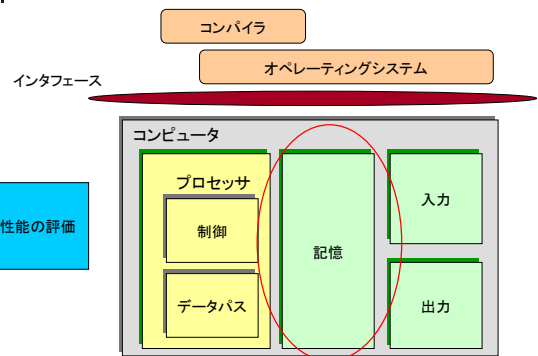 コンパイラ
オペレーティングシステム
インタフェース
コンピュータ
プロセッサ
制御
データパス
記憶
入力
出力
性能の評価